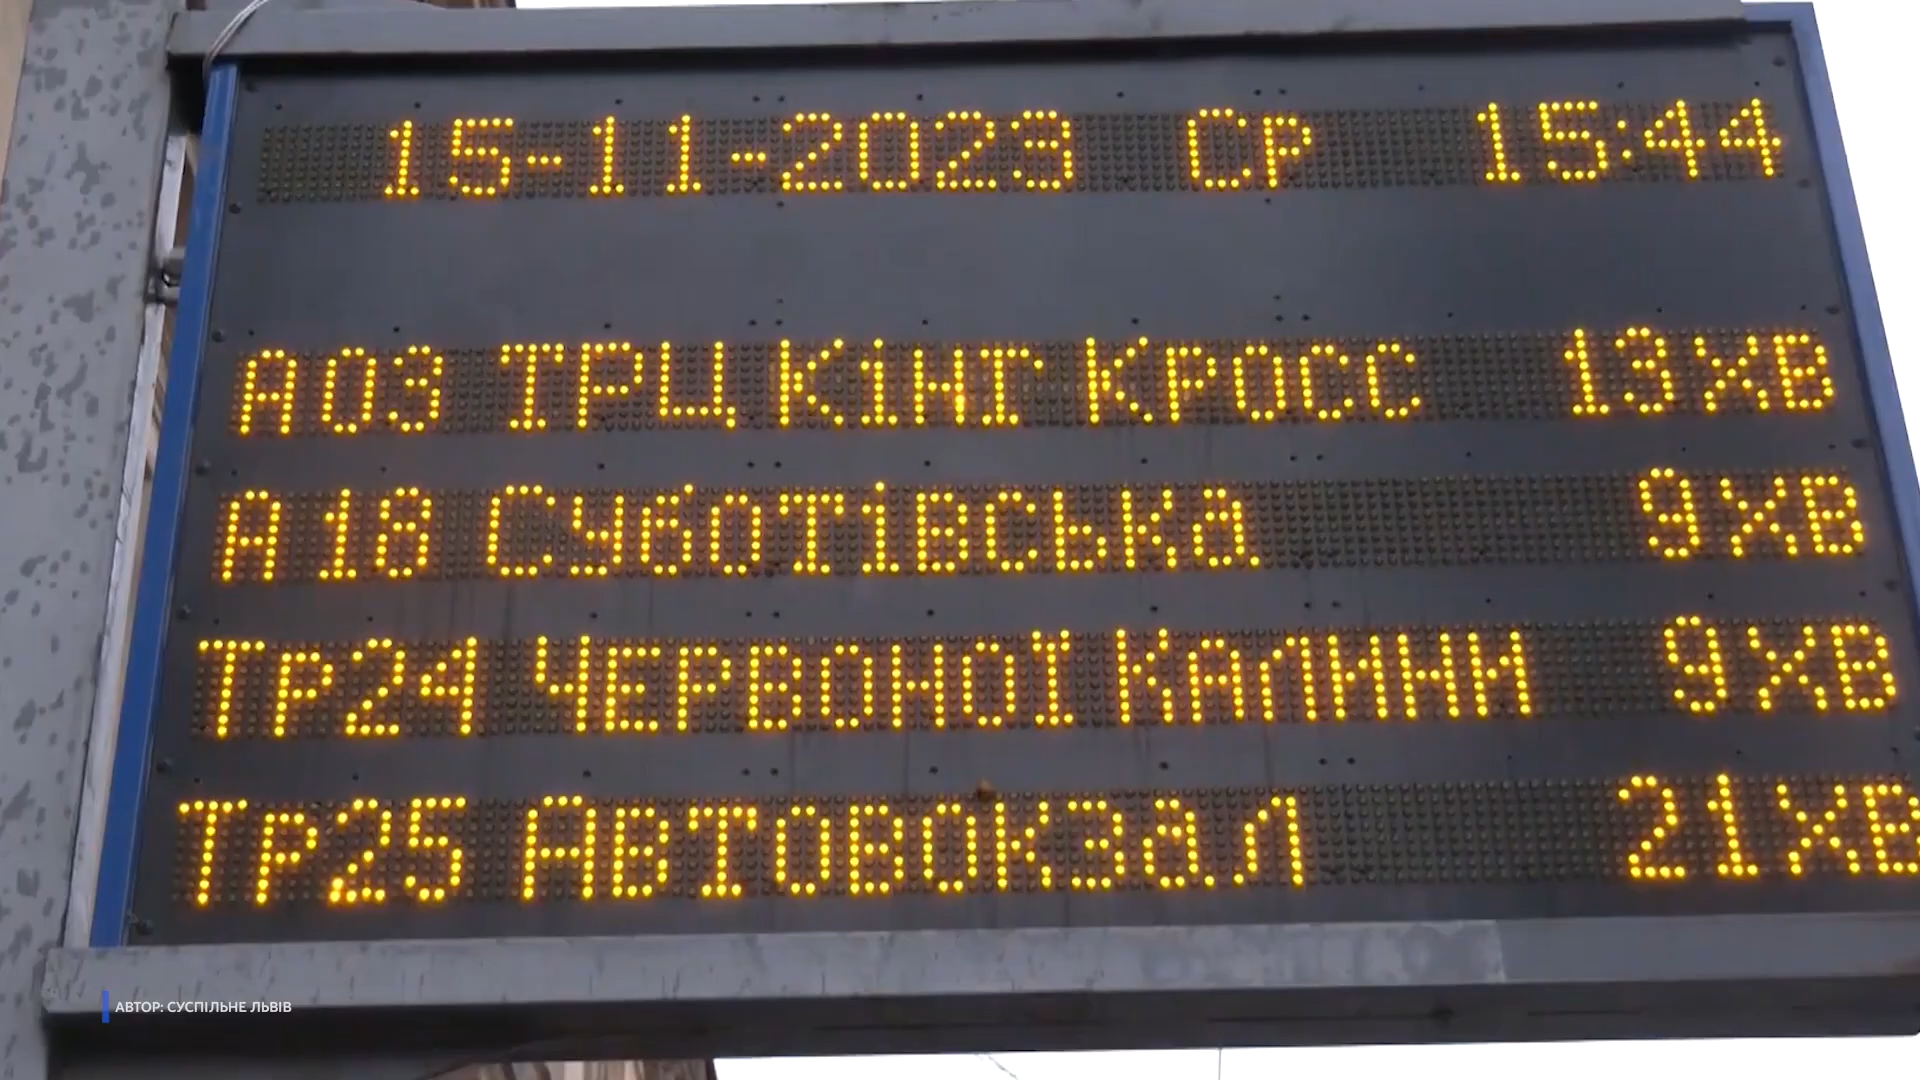 15-11-2023 СР 15:44
А03 ТРЦ КіНГ КРОСС 13ХВ
А18 Суботівська 9ХВ
Тр24 ЧЕРВОНОЇ КАЛИНИ 9ХВ
Тр25 Автовокзал 21ХВ
АВТОР: СУСПІЛЬНЕ ЛЬВІВ